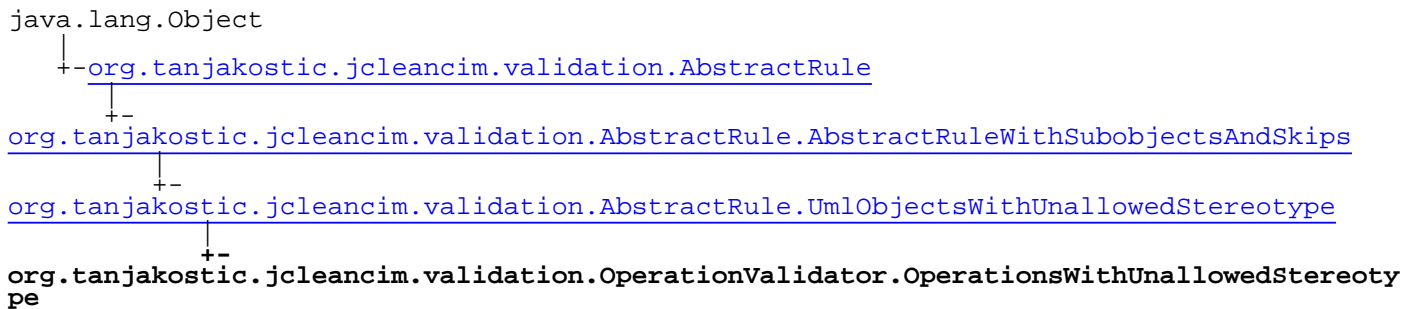 java.lang.Object
|
+-org.tanjakostic.jcleancim.validation.AbstractRule
|
+-
org.tanjakostic.jcleancim.validation.AbstractRule.AbstractRuleWithSubobjectsAndSkips
|
+-
org.tanjakostic.jcleancim.validation.AbstractRule.UmlObjectsWithUnallowedStereotype
|
+-
org.tanjakostic.jcleancim.validation.OperationValidator.OperationsWithUnallowedStereoty
pe